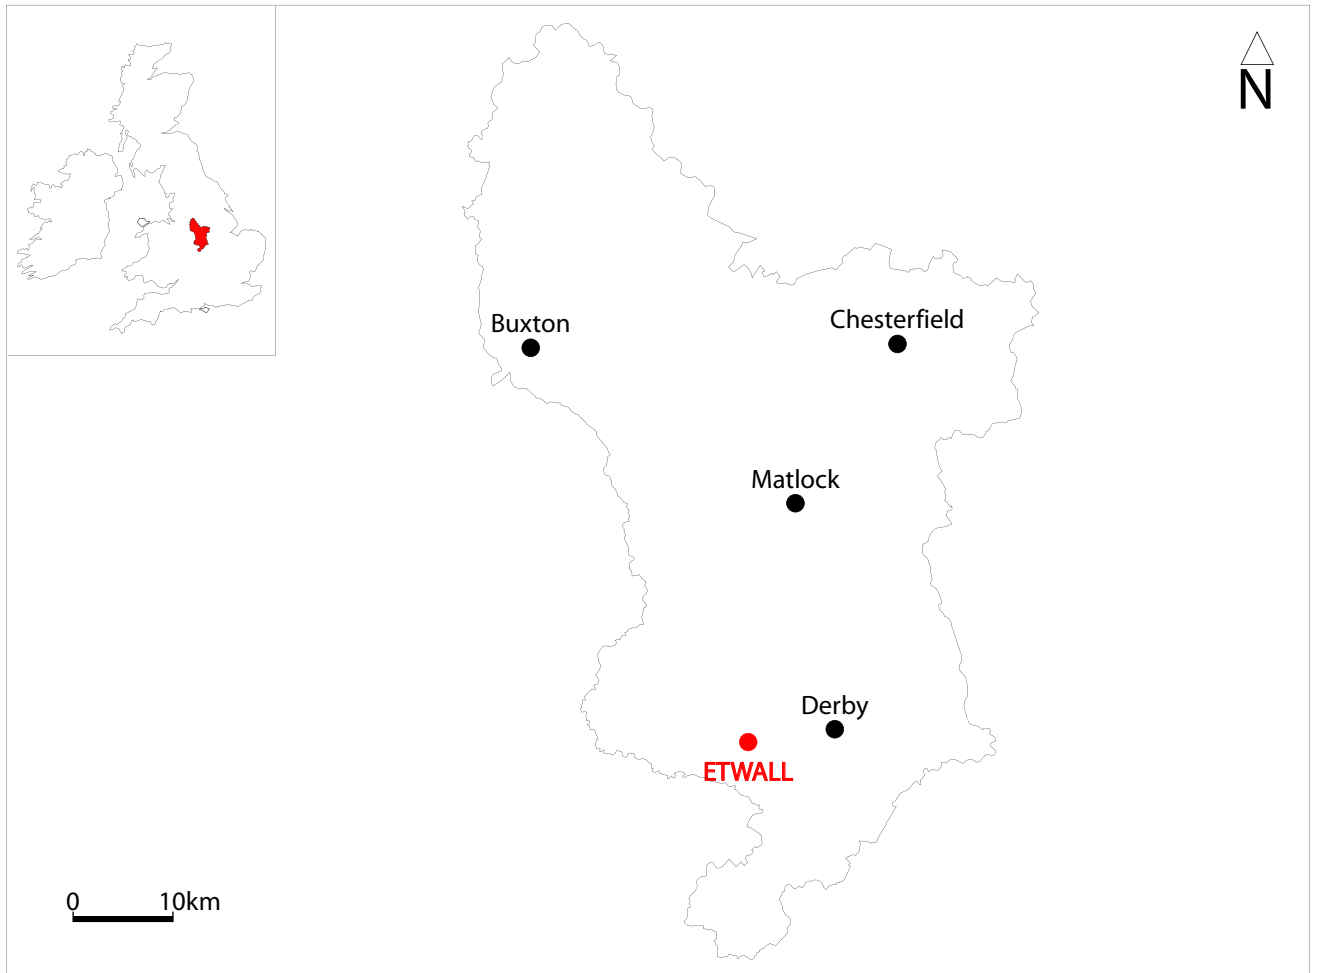 N
Buxton
Chesterfield
Matlock
Derby
ETWALL
0 10km